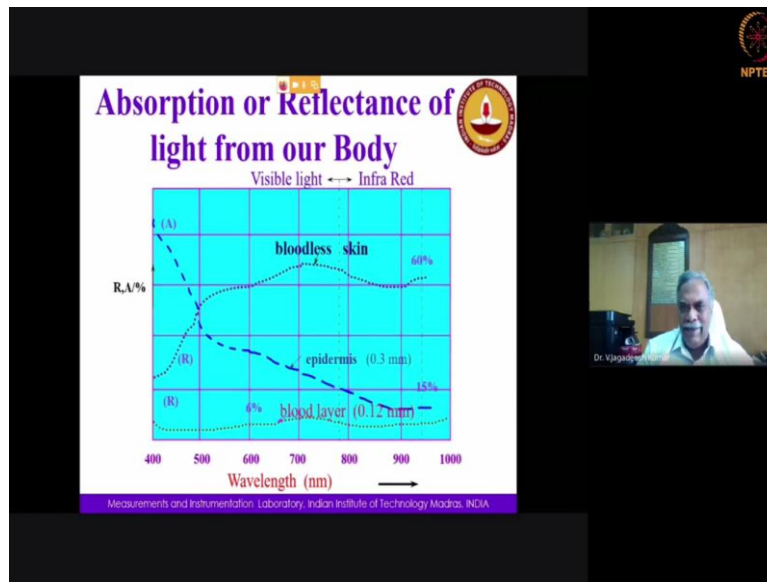 NPTE
Absorption or Reflectance of
light from our Body
Visible light ←→ Infra Red
(A)
bloodless skin
60%
R,A/%
epidermis (0.3 mm)
(R)
15%
(R)
6%
blood layer (0.12 mm)
400 500 600 700 800 900 1000
Wavelength (nm)
Measurements and Instrumentation Laboratory, Indian Institute of Technology Madras, INDIA
Dr. V.Jagadeesh Kumar